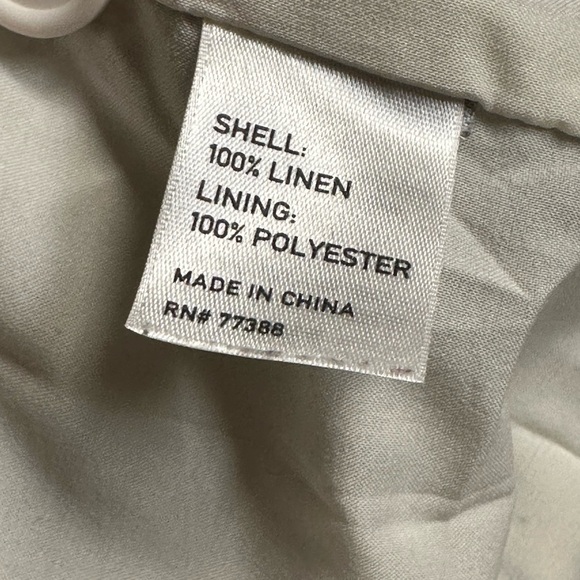 SHELL:
100% LINEN
LINING:
100% POLYESTER
MADE IN CHINA
RN# 77388